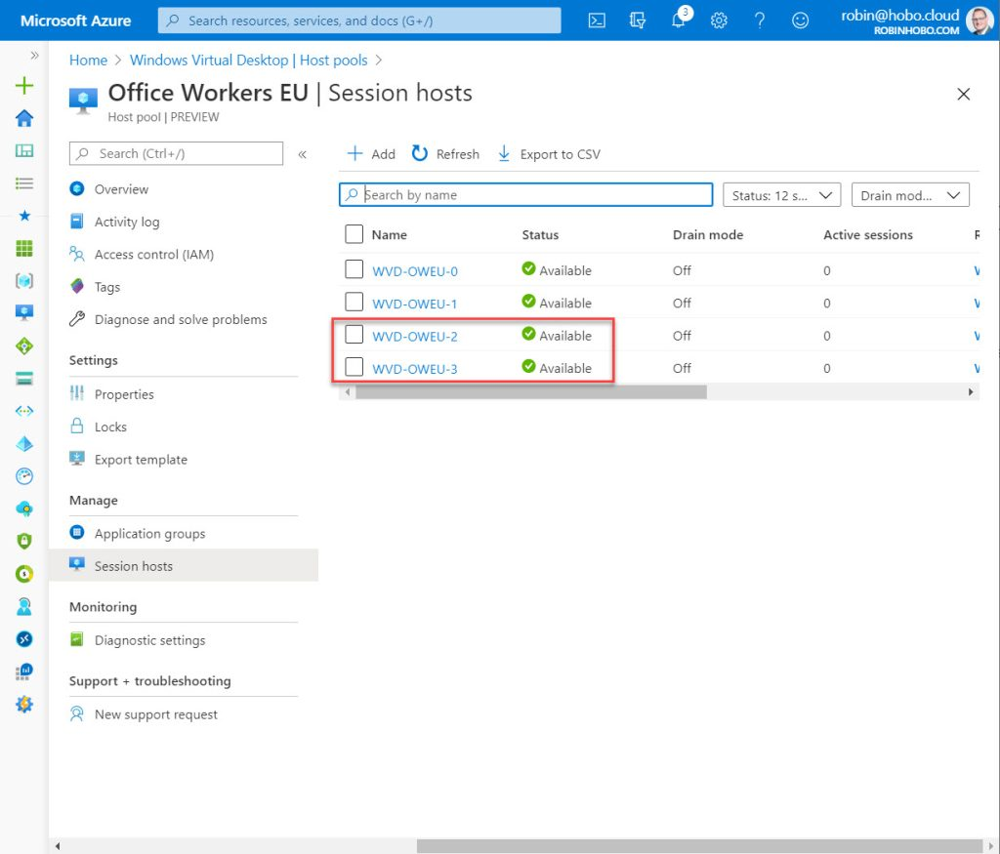 Microsoft Azure
Search resources, services, and docs (G+/)
3
robin@hobo.cloud
ROBINHOBO.COM
Home > Windows Virtual Desktop | Host pools >
Office Workers EU | Session hosts
Host pool | PREVIEW
Search (Ctrl+/)
Overview
Activity log
Access control (IAM)
Tags
Diagnose and solve problems
Settings
Properties
Locks
Export template
Manage
Application groups
Session hosts
Monitoring
Diagnostic settings
Support + troubleshooting
New support request
Add Refresh Export to CSV
Search by name
Status: 12 s...
Drain mod...
Name Status Drain mode Active sessions
WVD-OWEU-0 Available Off 0
WVD-OWEU-1 Available Off 0
WVD-OWEU-2 Available Off 0
WVD-OWEU-3 Available Off 0